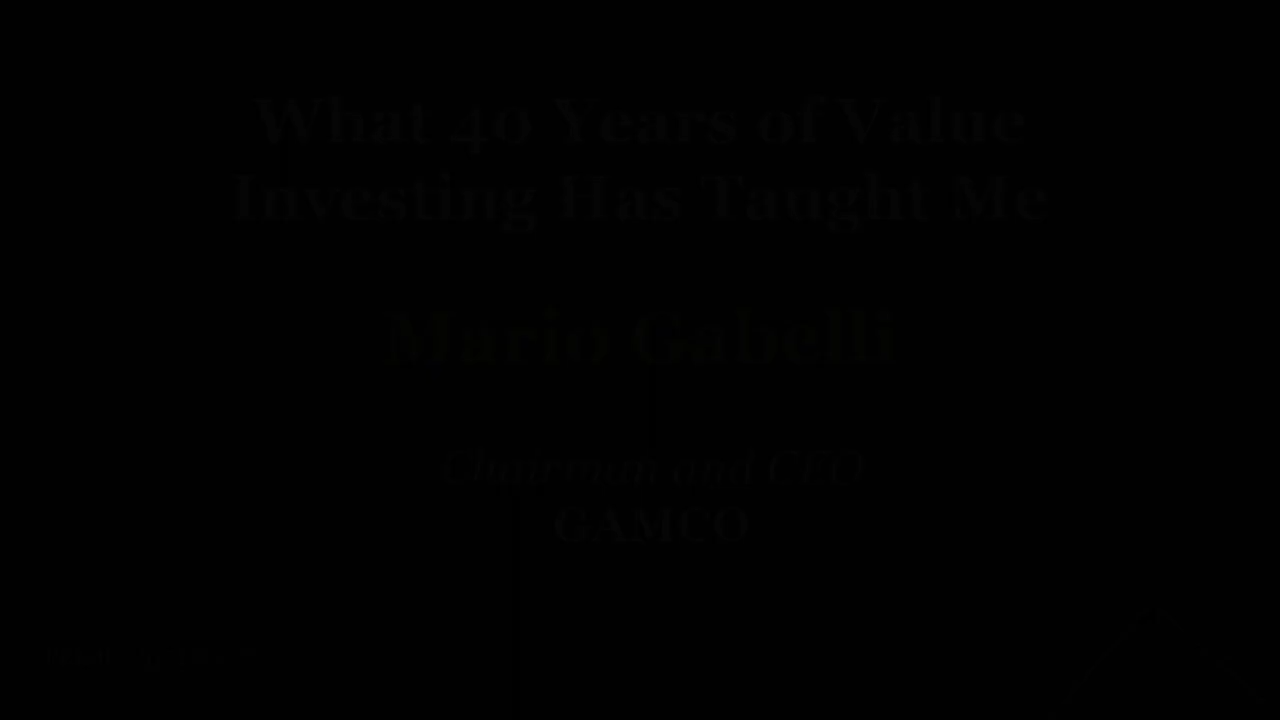 What 40 Years of Value
Investing Has Taught Me
Mario Gabelli
Chairman and CEO
GAMCO